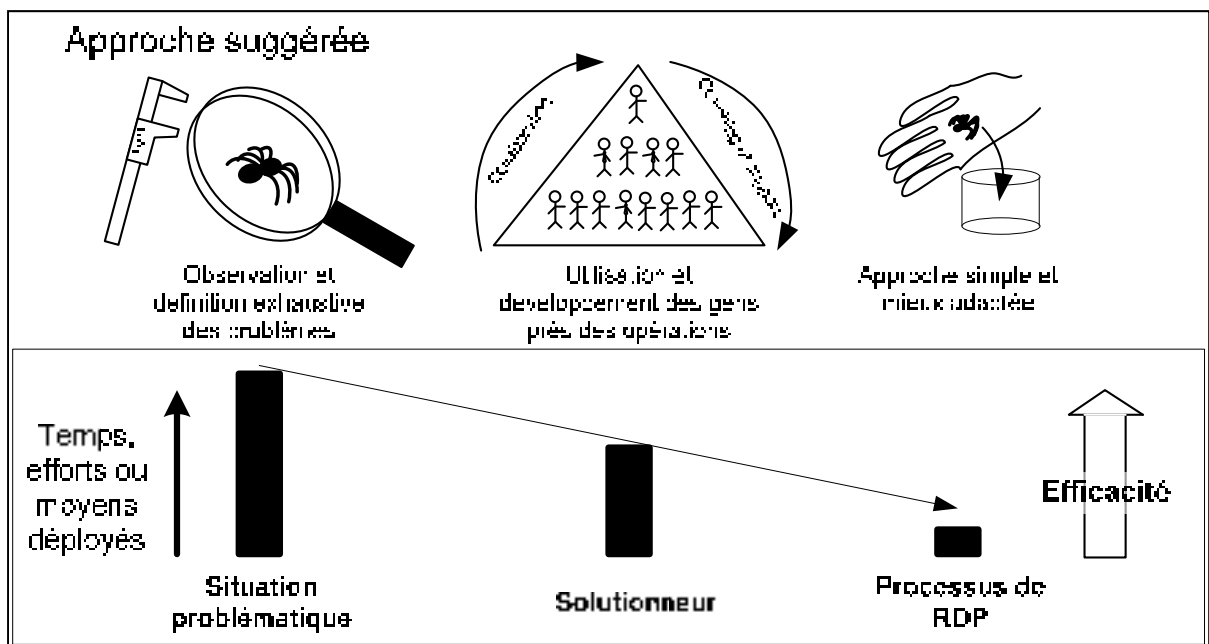 Approche suggérée
Observation et
définition exhaustive
des problèmes
Utilisation et
développement des gens
près des opérations
Approche simple et
mieux adaptée
Temps,
efforts ou
moyens
déployés
Efficacité
Situation
problématique
Solutionneur
Processus de
RDP